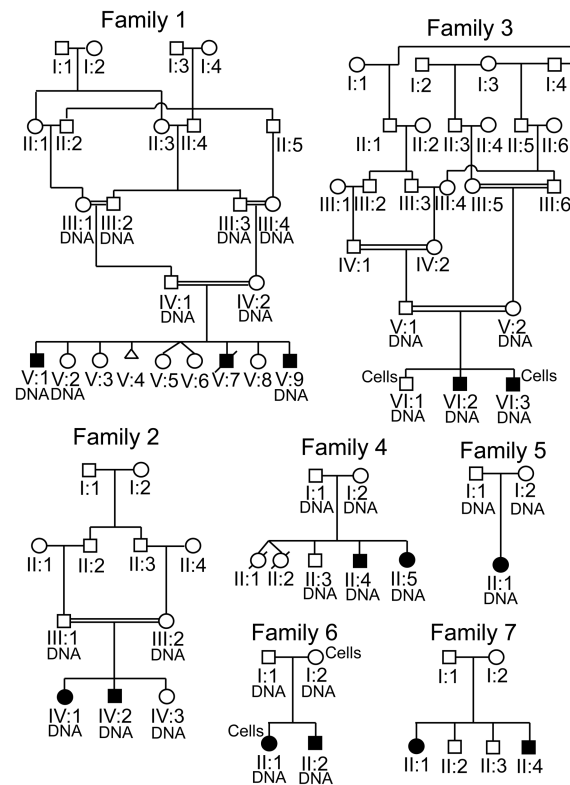 Family 1
I:1 I:2 I:3 I:4
II:1 II:2 II:3 II:4 II:5
III:1 III:2 III:3 III:4
DNA DNA DNA DNA
IV:1 IV:2
DNA DNA
V:1 V:2 V:3 V:4 V:5 V:6 V:7 V:8 V:9
DNA DNA DNA
Family 3
I:1 I:2 I:3 I:4
II:1 II:2 II:3 II:4 II:5 II:6
III:1 III:2 III:3 III:4 III:5 III:6
IV:1 IV:2
V:1 V:2
DNA DNA
Cells Cells
VI:1 VI:2 VI:3
DNA DNA DNA
Family 2
I:1 I:2
II:1 II:2 II:3 II:4
III:1 III:2
DNA DNA
IV:1 IV:2 IV:3
DNA DNA DNA
Family 4
I:1 I:2
DNA DNA
II:1 II:2 II:3 II:4 II:5
DNA DNA DNA
Family 5
I:1 I:2
DNA DNA
II:1
DNA
Family 6
Cells
I:1 I:2
DNA DNA
Cells
II:1 II:2
DNA DNA
Family 7
I:1 I:2
II:1 II:2 II:3 II:4